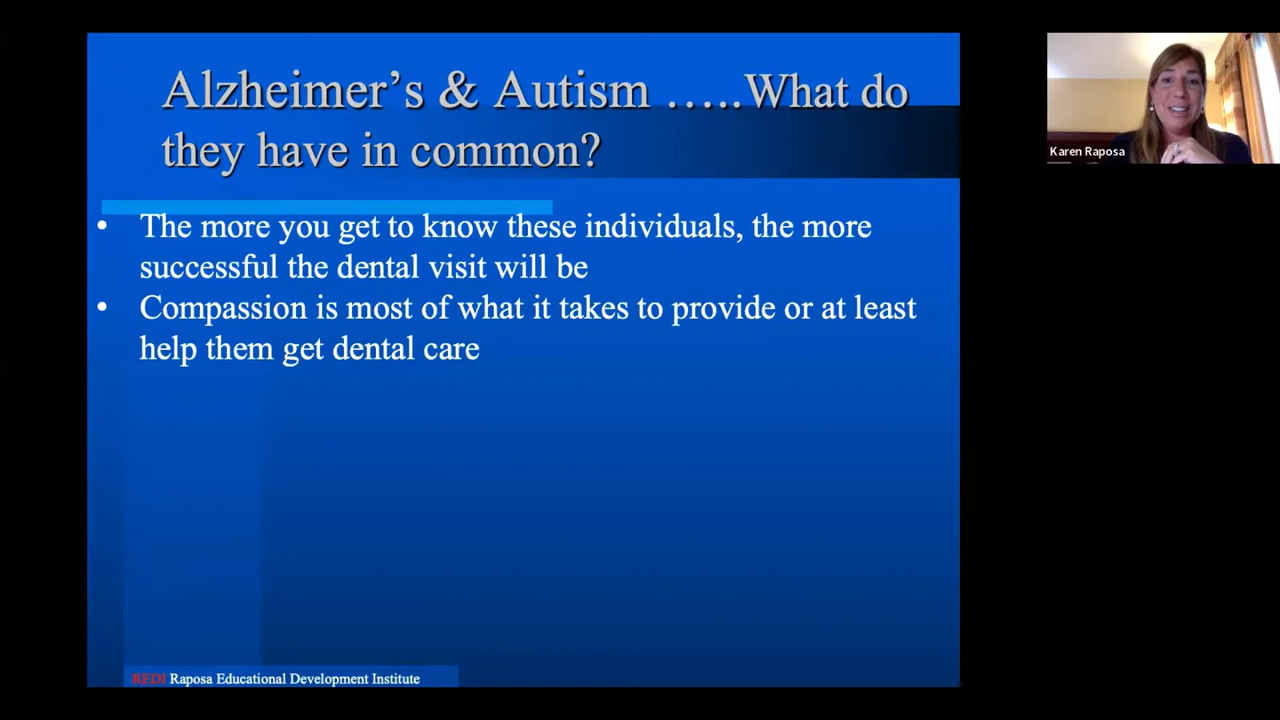 Alzheimer's & Autism …..What do
they have in common?
• The more you get to know these individuals, the more
successful the dental visit will be
• Compassion is most of what it takes to provide or at least
help them get dental care
REDI Raposa Educational Development Institute
Karen Raposa